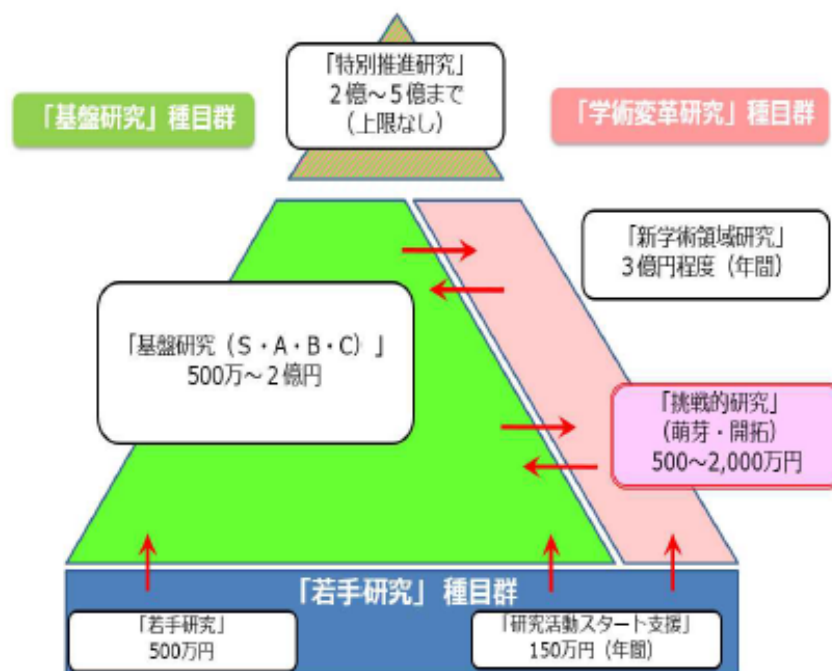 「特別推進研究」
2億～5億まで
（上限なし）
「基盤研究」種目群
「学術変革研究」種目群
「新学術領域研究」
3億円程度（年間）
「基盤研究（S・A・B・C）」
500万～2億円
「挑戦的研究」
（萌芽・開拓）
500～2,000万円
「若手研究」種目群
「若手研究」
500万円
「研究活動スタート支援」
150万円（年間）